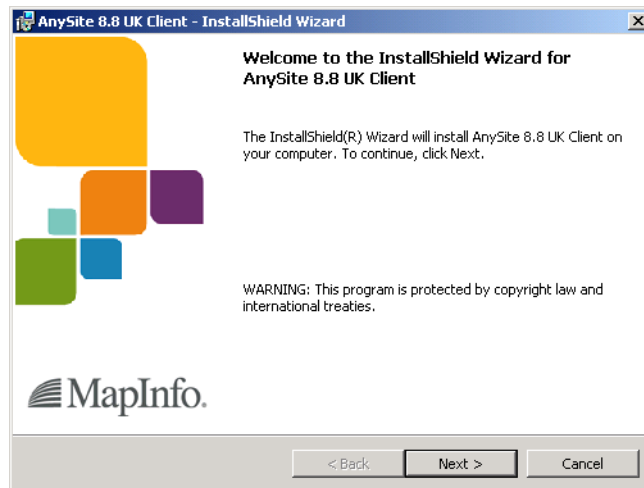 AnySite 8.8 UK Client - InstallShield Wizard
Welcome to the InstallShield Wizard for
AnySite 8.8 UK Client
The InstallShield(R) Wizard will install AnySite 8.8 UK Client on
your computer. To continue, click Next.
WARNING: This program is protected by copyright law and
international treaties.
MapInfo.
< Back Next > Cancel